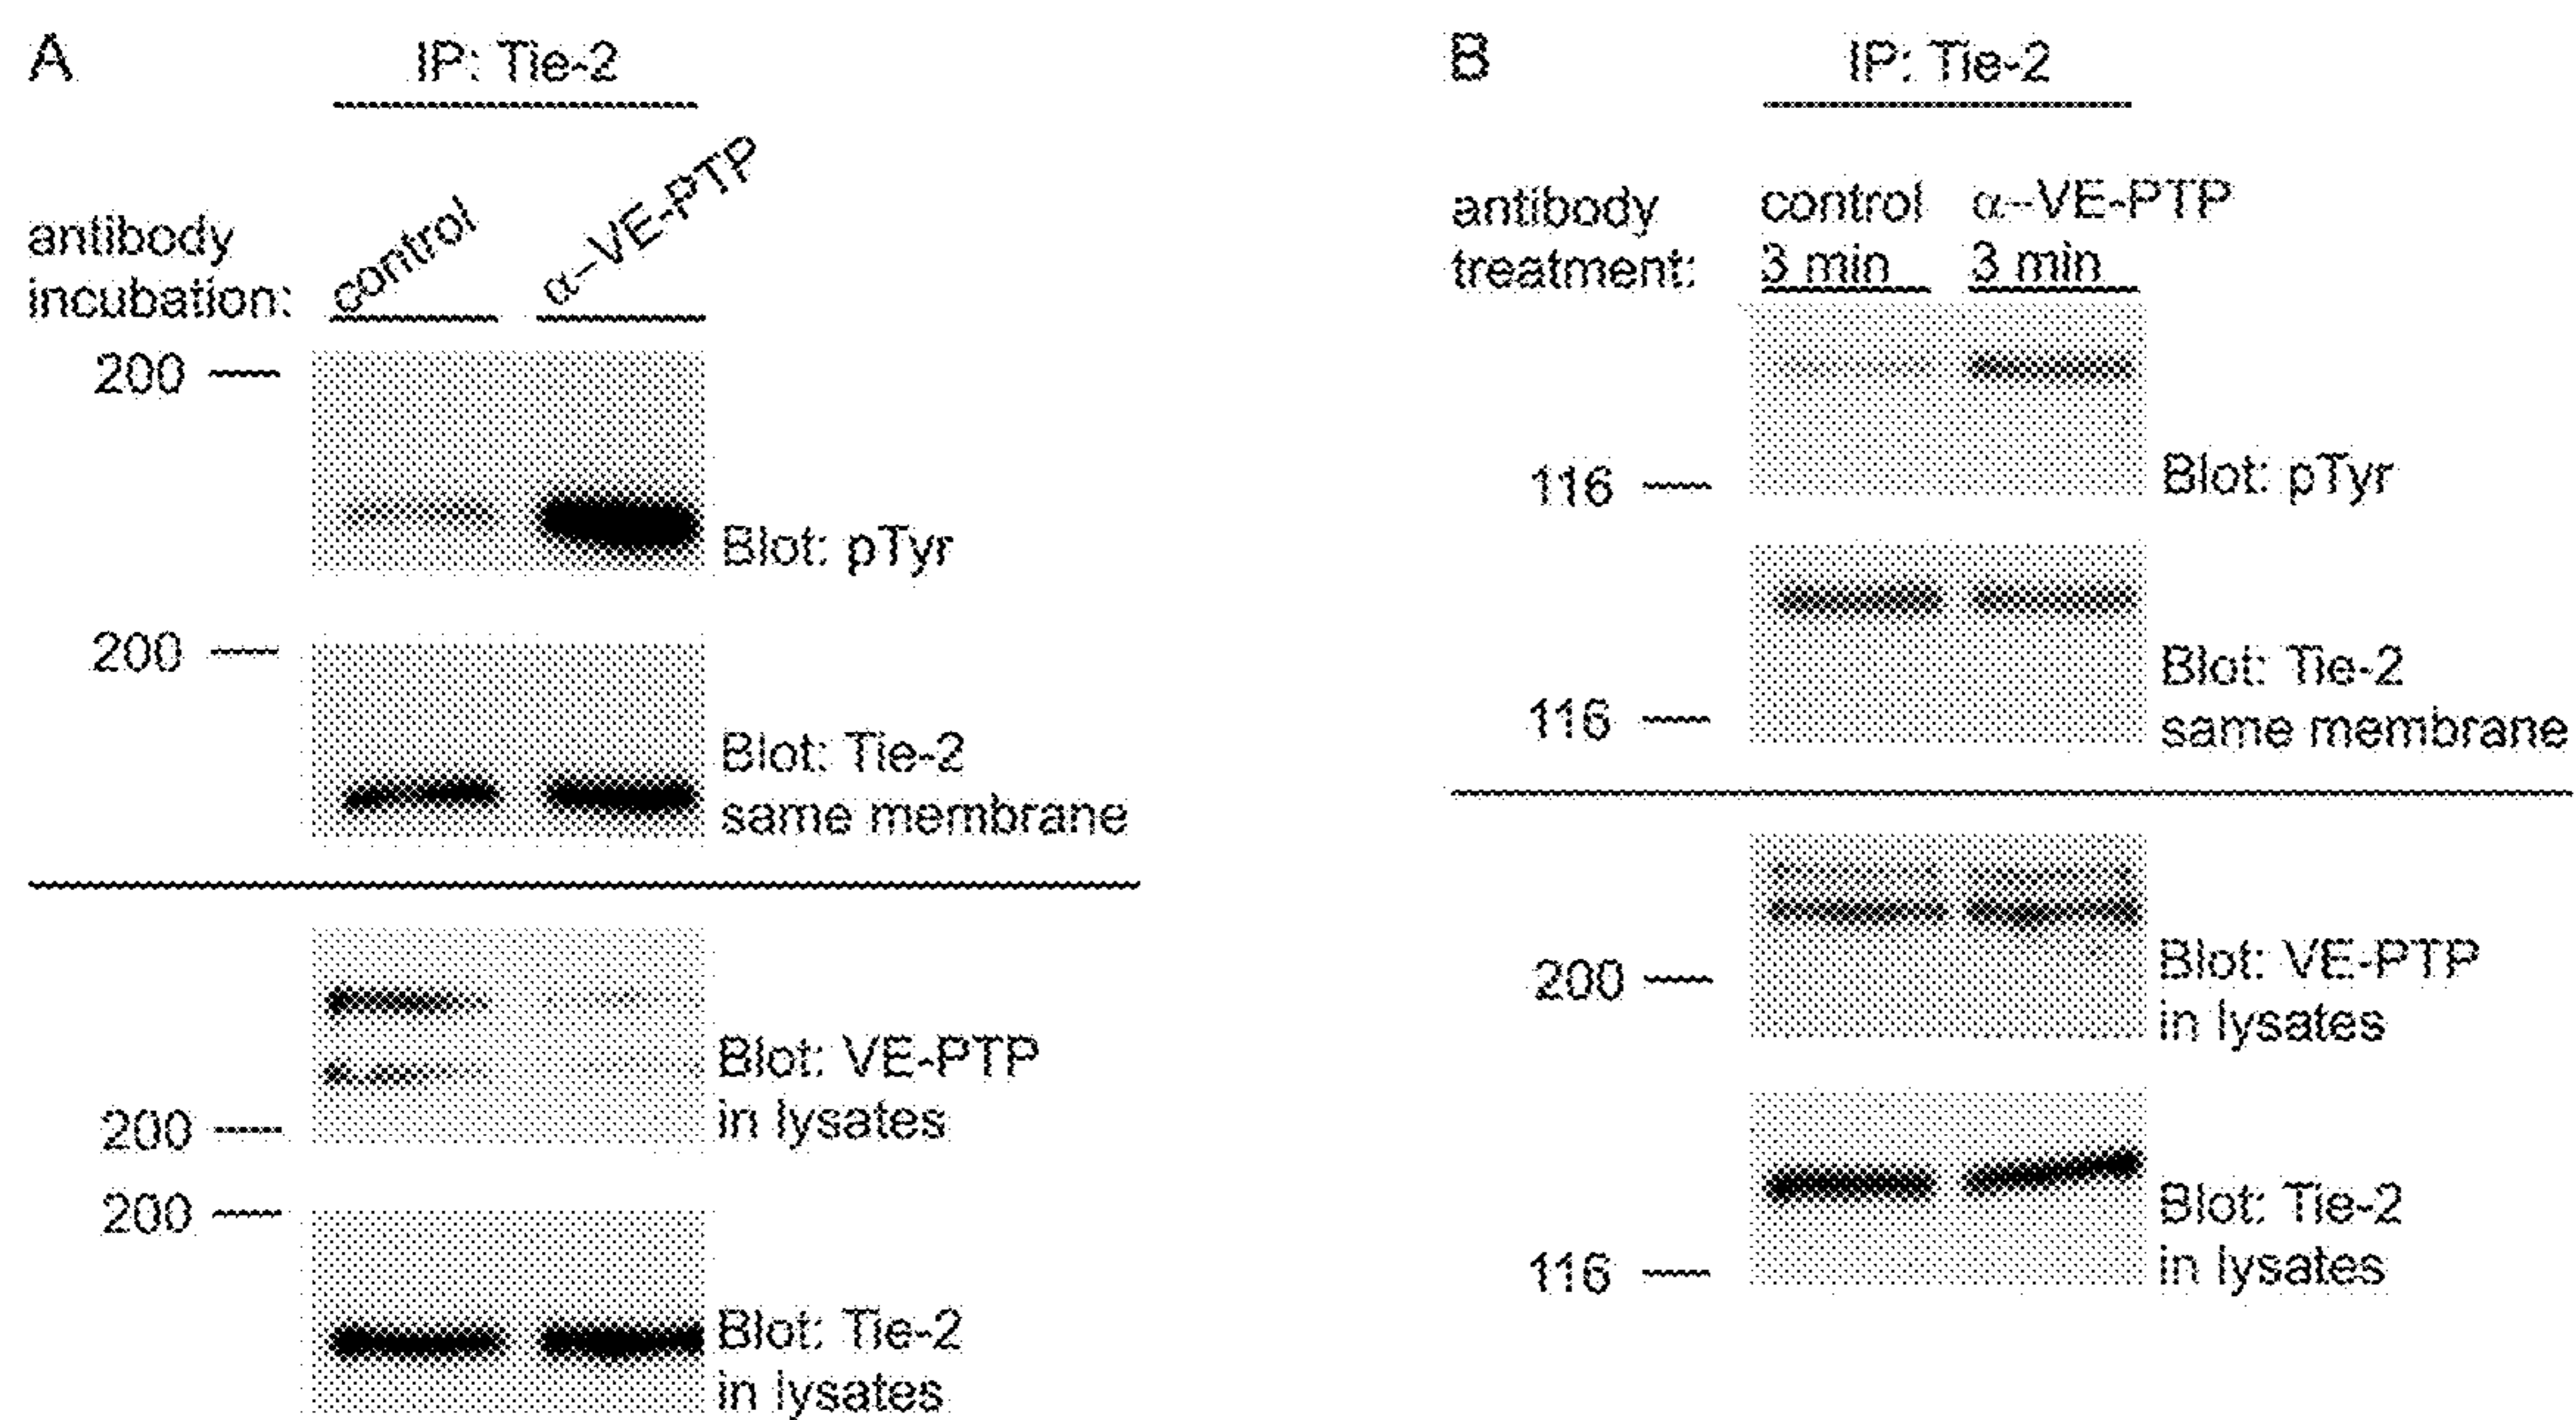 A
IP: Tie-2
antibody
incubation:
control
α-VE-PTP
200
Blot: pTyr
200
Blot: Tie-2
same membrane
200
Blot: VE-PTP
in lysates
200
Blot: Tie-2
in lysates
B
IP: Tie-2
antibody
treatment:
control
3 min
α-VE-PTP
3 min
116
Blot: pTyr
116
Blot: Tie-2
same membrane
200
Blot: VE-PTP
in lysates
116
Blot: Tie-2
in lysates